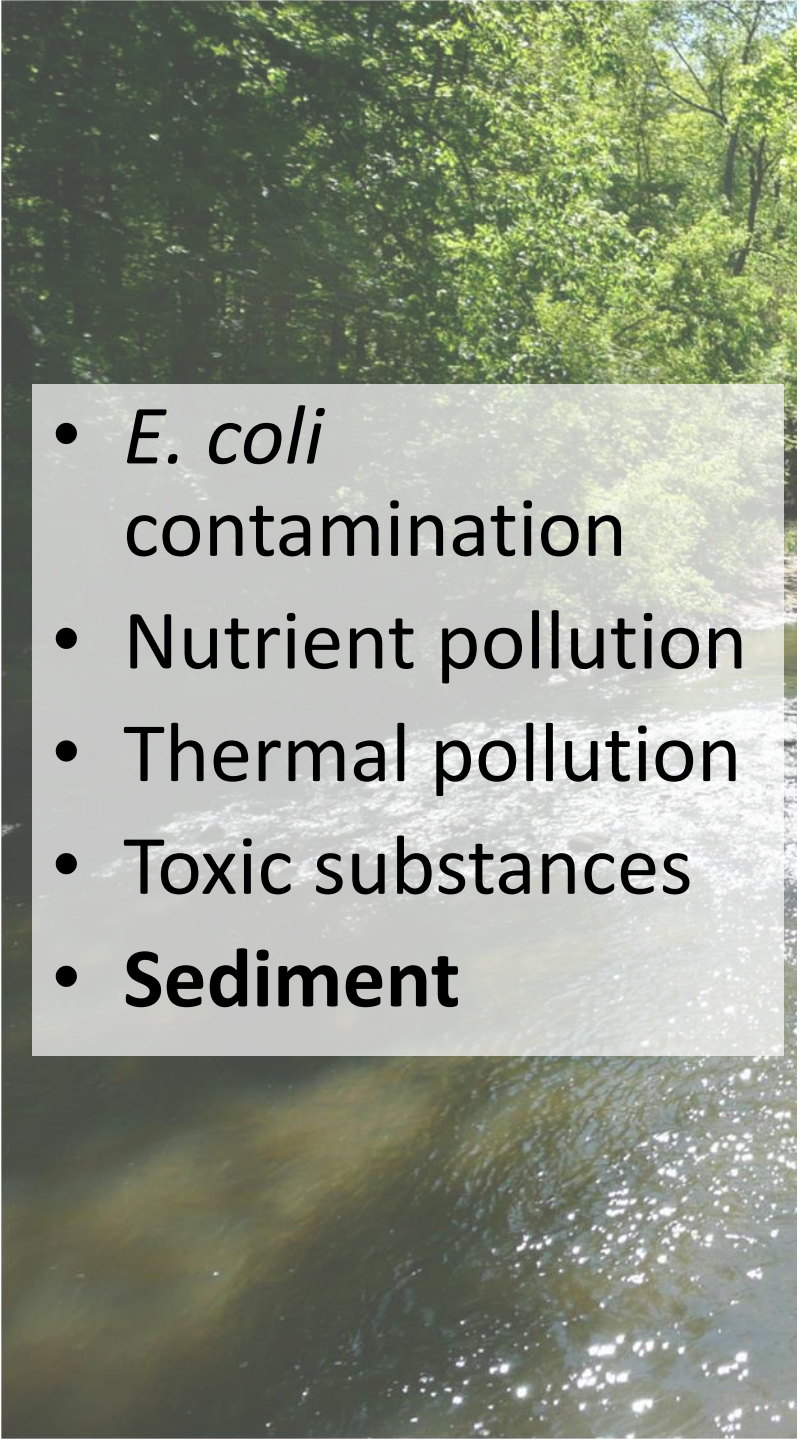 • E. coli
contamination
• Nutrient pollution
• Thermal pollution
• Toxic substances
• Sediment